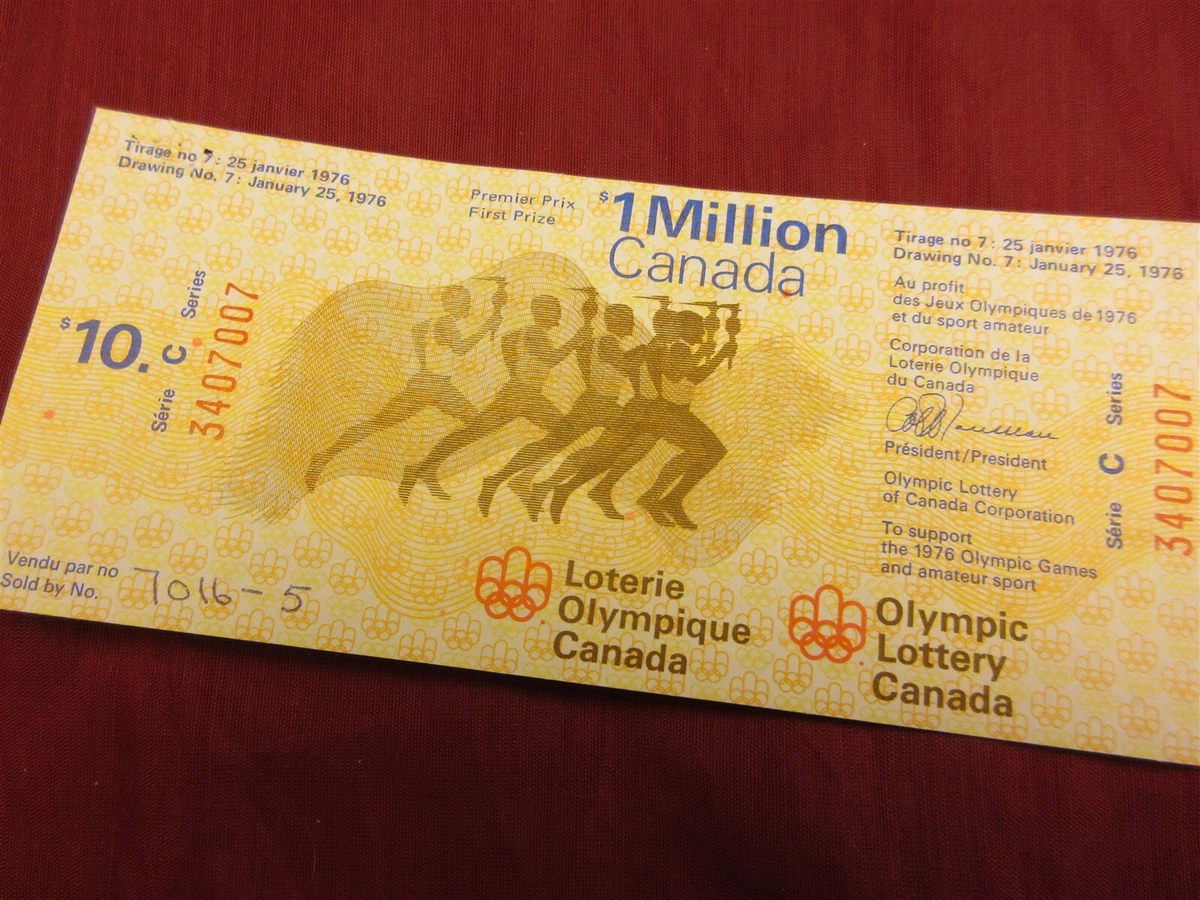 Tirage no 7: 25 janvier 1976
Drawing No. 7: January 25, 1976
Premier Prix
First Prize
$1 Million
Canada
$10.
Série C Series
3407007
Vendu par no
Sold by No.
7016-5
Loterie
Olympique
Canada
Olympic
Lottery
Canada
Tirage no 7: 25 janvier 1976
Drawing No. 7: January 25, 1976
Au profit
des Jeux Olympiques de 1976
et du sport amateur
Corporation de la
Loterie Olympique
du Canada
Président/President
Olympic Lottery
of Canada Corporation
To support
the 1976 Olympic Games
and amateur sport
Série C Series
3407007